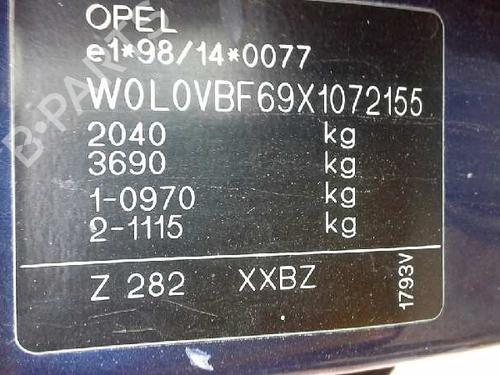 OPEL
e1*98/14*0077
W0L0VBF69X1072155
2040 kg
3690 kg
1-0970 kg
2-1115 kg
Z 282 XXBZ
1793V
B-PARTS